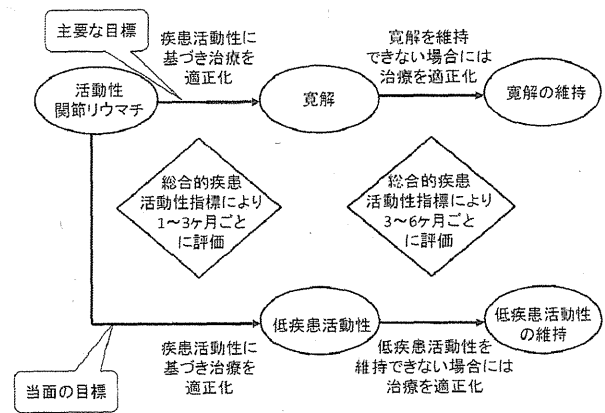 主要な目標
疾患活動性に
基づき治療を
適正化
寛解を維持
できない場合には
治療を適正化
活動性
関節リウマチ
寛解
寛解の維持
総合的疾患
活動性指標により
1～3ヶ月ごと
に評価
総合的疾患
活動性指標により
3～6ヶ月ごと
に評価
低疾患活動性
低疾患活動性
の維持
疾患活動性に
基づき治療を
適正化
低疾患活動性を
維持できない場合には
治療を適正化
当面の目標